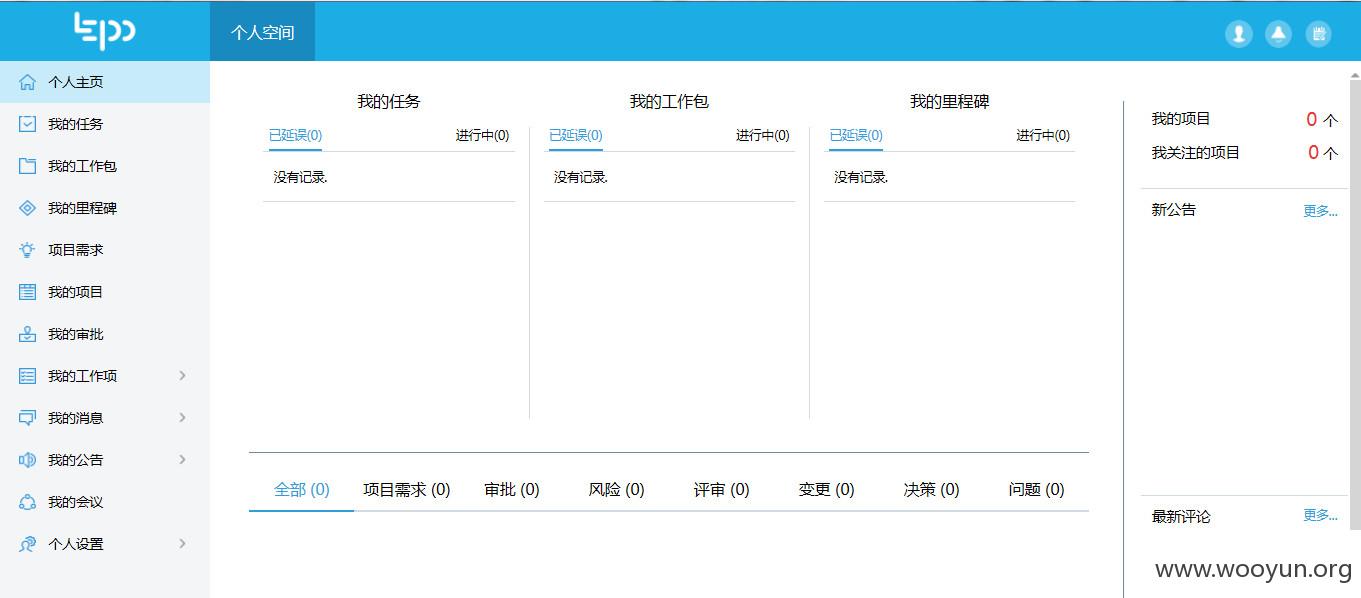 个人空间
个人主页
我的任务
我的工作包
我的里程碑
项目需求
我的项目
我的审批
我的工作项
我的消息
我的公告
我的会议
个人设置
我的任务
已延误(0) 进行中(0)
没有记录.
我的工作包
已延误(0) 进行中(0)
没有记录.
我的里程碑
已延误(0) 进行中(0)
没有记录.
全部 (0) 项目需求 (0) 审批 (0) 风险 (0) 评审 (0) 变更 (0) 决策 (0) 问题 (0)
我的项目 0 个
我关注的项目 0 个
新公告 更多...
最新评论 更多...
www.wooyun.org